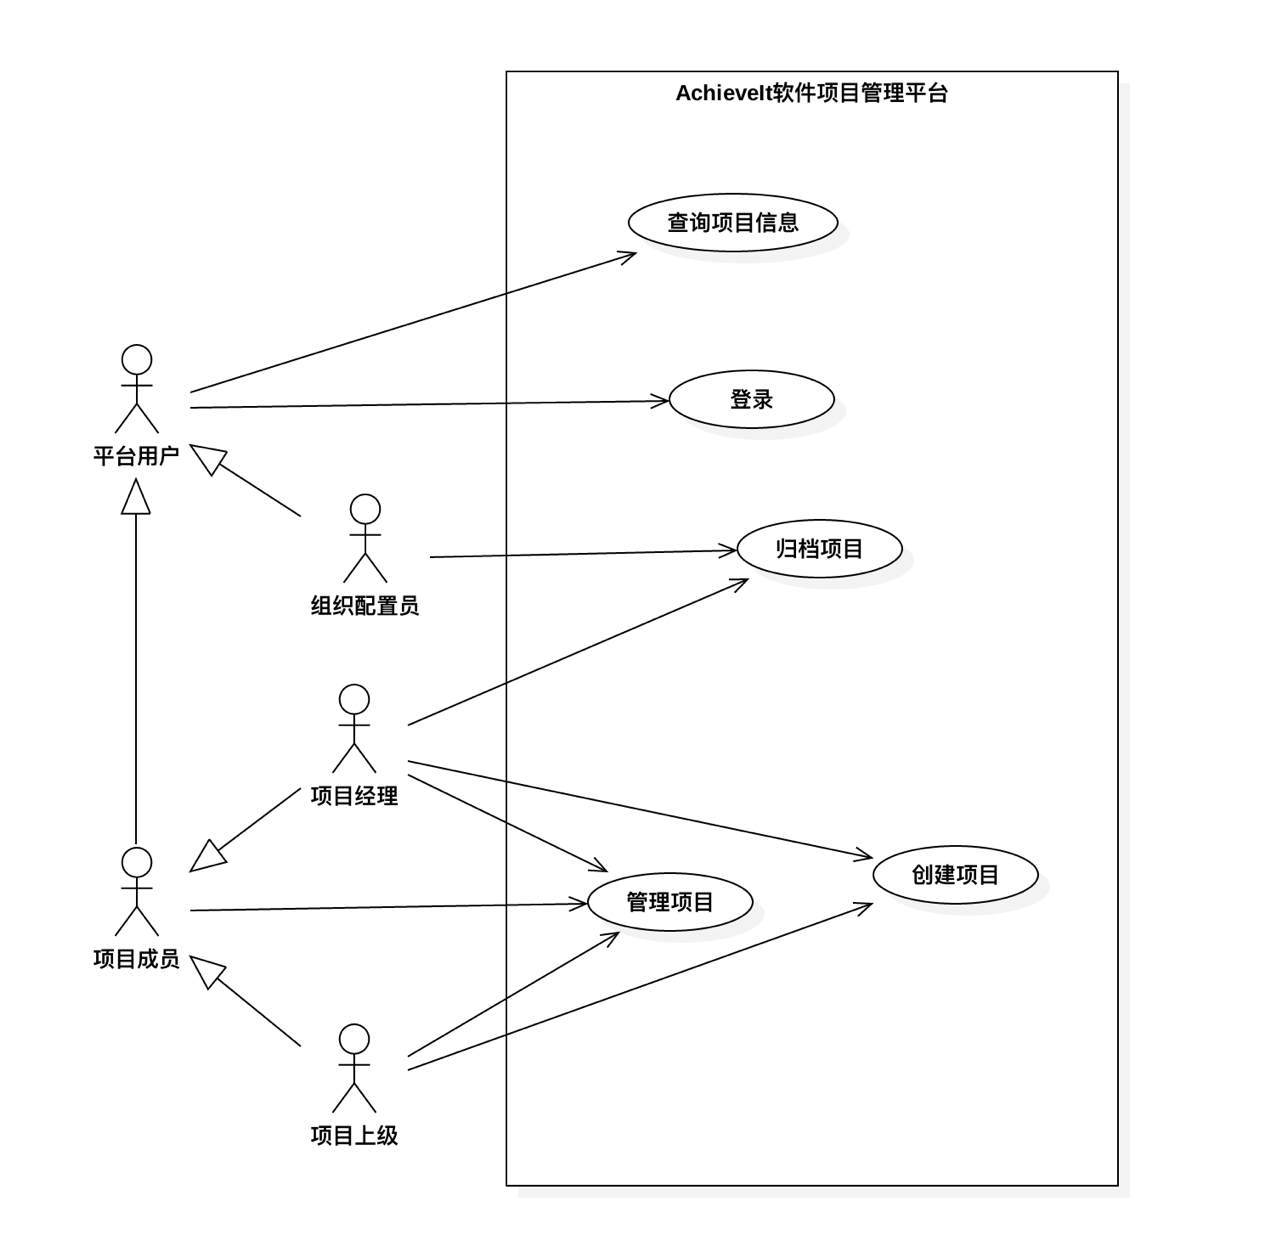 AchieveIt软件项目管理平台
查询项目信息
登录
平台用户
归档项目
组织配置员
项目经理
创建项目
管理项目
项目成员
项目上级